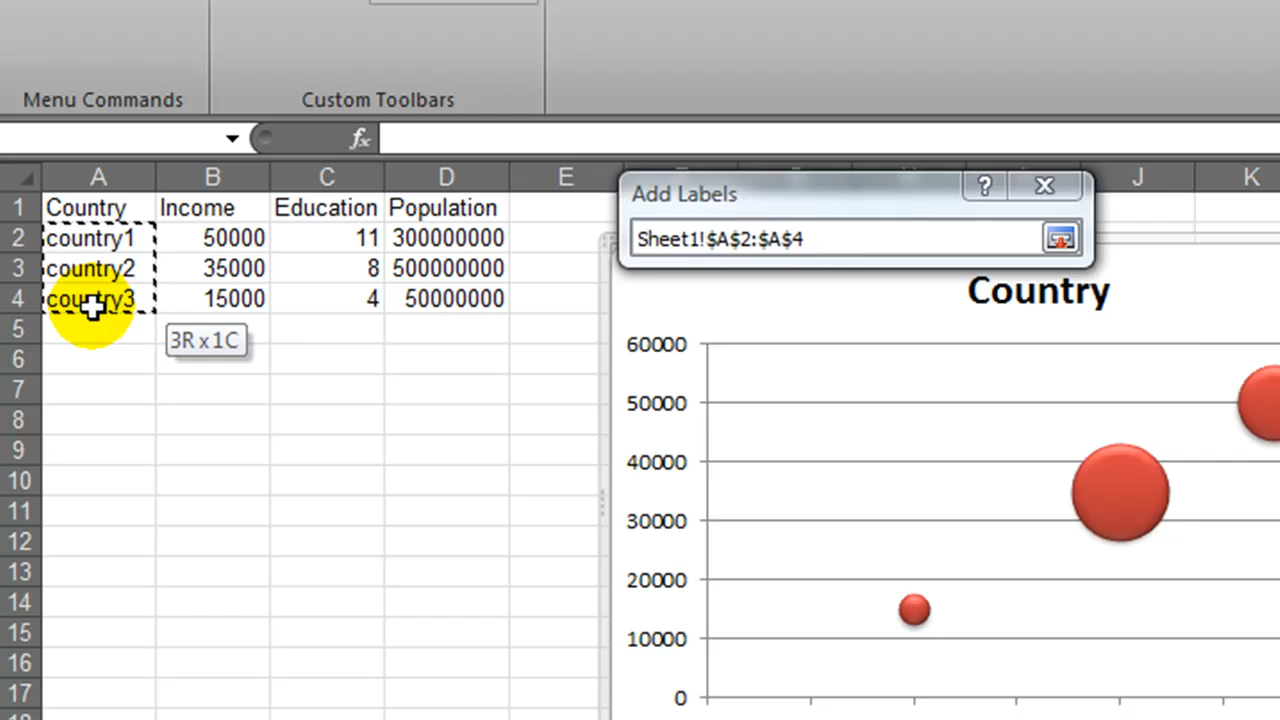 Menu Commands
Custom Toolbars
fx
A B C D E J K
1 Country Income Education Population
2 country1 50000 11 300000000
3 country2 35000 8 500000000
4 country3 15000 4 50000000
5
6
7
8
9
10
11
12
13
14
15
16
17
3R x 1C
Add Labels
?
Sheet1!$A$2:$A$4
Country
60000
50000
40000
30000
20000
10000
0